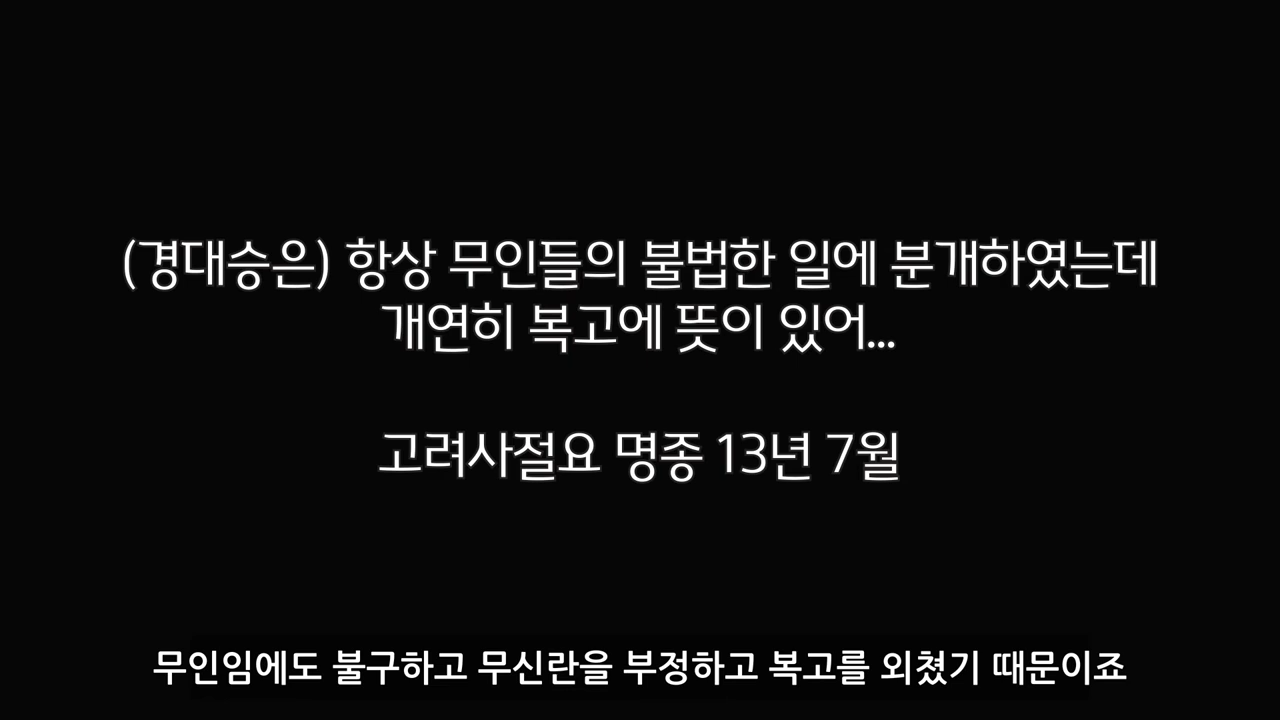 (경대승은) 항상 무인들의 불법한 일에 분개하였는데
개연히 복고에 뜻이 있어...
고려사절요 명종 13년 7월
무인임에도 불구하고 무신란을 부정하고 복고를 외쳤기 때문이죠